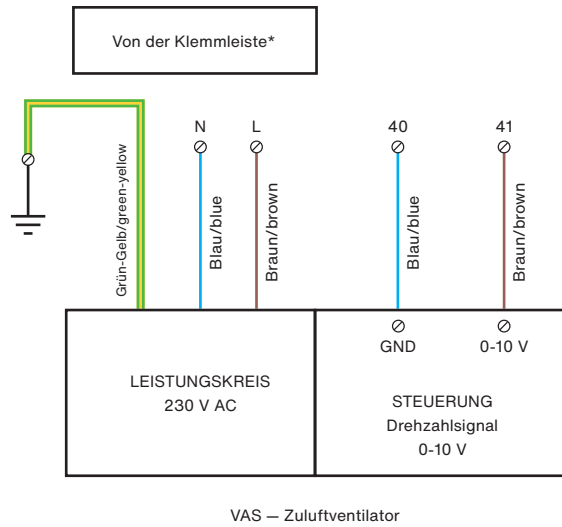 Von der Klemmleiste*
N L 40 41
Grün-Gelb/green-yellow
Blau/blue
Braun/brown
Blau/blue
Braun/brown
GND 0-10 V
LEISTUNGSKREIS
230 V AC
STEUERUNG
Drehzahlsignal
0-10 V
VAS — Zuluftventilator